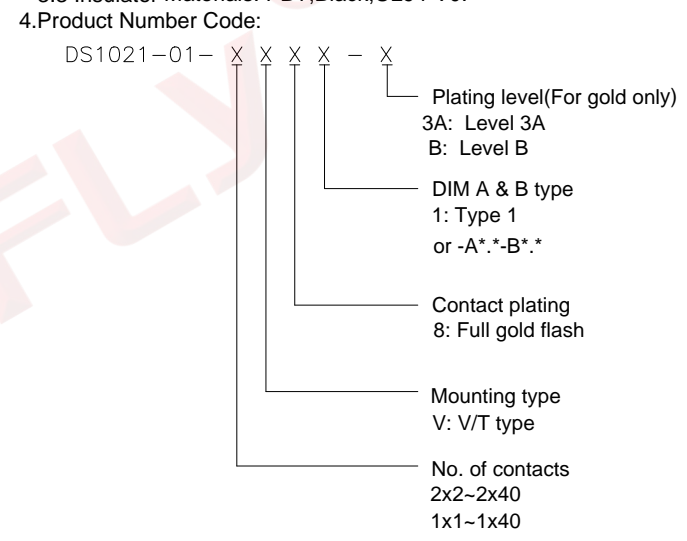 4.Product Number Code:
DS1021-01- X X X X - X
Plating level(For gold only)
3A: Level 3A
B: Level B
DIM A & B type
1: Type 1
or -A*.*-B*.*
Contact plating
8: Full gold flash
Mounting type
V: V/T type
No. of contacts
2x2~2x40
1x1~1x40
FLY